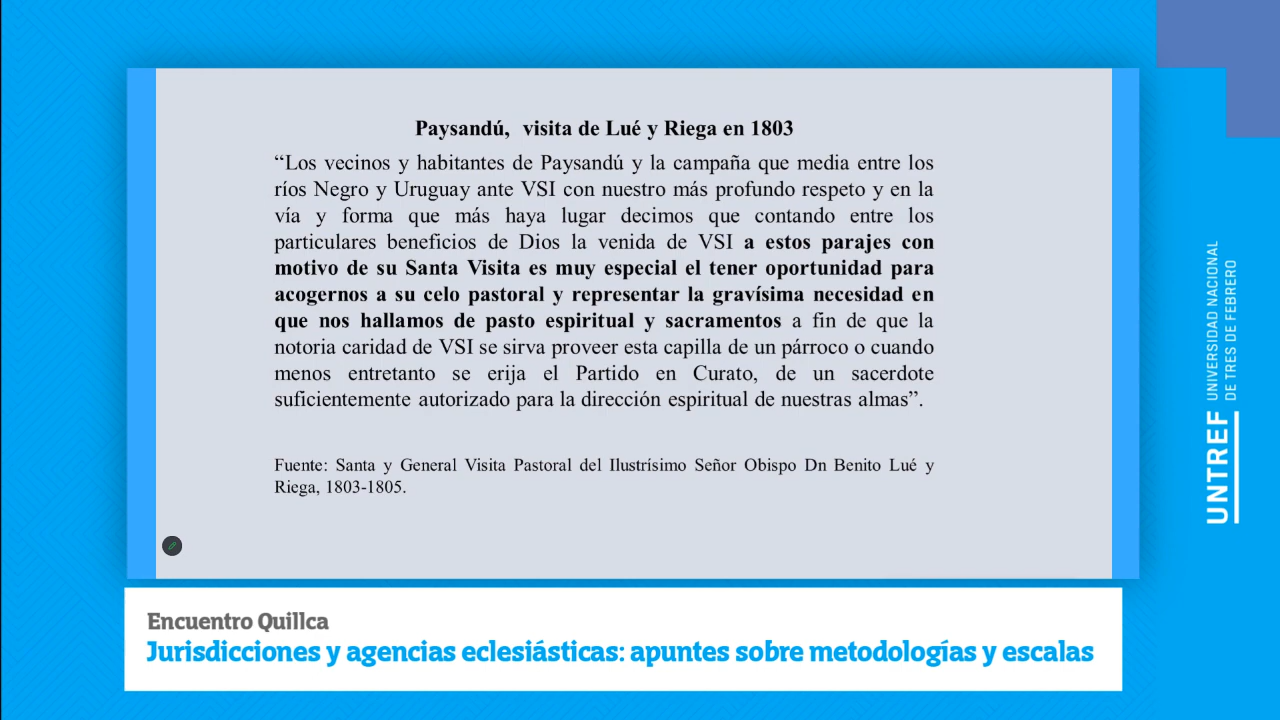 Paysandú, visita de Lué y Riega en 1803
“Los vecinos y habitantes de Paysandú y la campaña que media entre los
ríos Negro y Uruguay ante VSI con nuestro más profundo respeto y en la
vía y forma que más haya lugar decimos que contando entre los
particulares beneficios de Dios la venida de VSI a estos parajes con
motivo de su Santa Visita es muy especial el tener oportunidad para
acogernos a su celo pastoral y representar la gravísima necesidad en
que nos hallamos de pasto espiritual y sacramentos a fin de que la
notoria caridad de VSI se sirva proveer esta capilla de un párroco o cuando
menos entretanto se erija el Partido en Curato, de un sacerdote
suficientemente autorizado para la dirección espiritual de nuestras almas”.
Fuente: Santa y General Visita Pastoral del Ilustrísimo Señor Obispo Dn Benito Lué y
Riega, 1803-1805.
Encuentro Quillca
Jurisdicciones y agencias eclesiásticas: apuntes sobre metodologías y escalas
UNTREF
UNIVERSIDAD NACIONAL
DE TRES DE FEBRERO